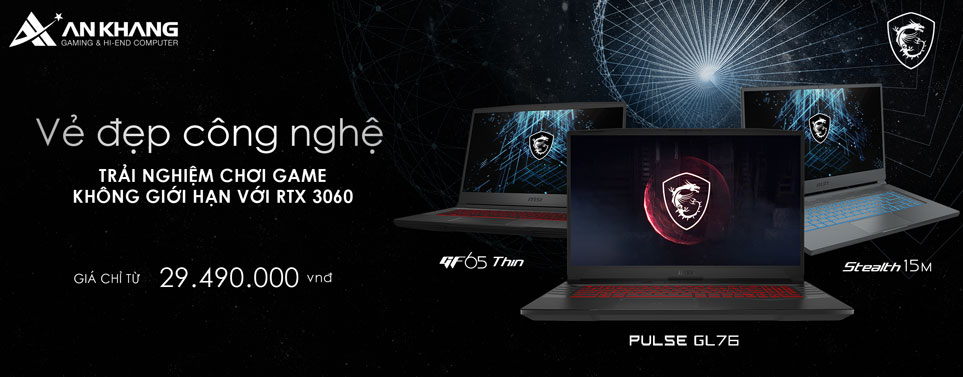 AN KHANG
GAMING & HI-END COMPUTER
Vẻ đẹp công nghệ
TRẢI NGHIỆM CHƠI GAME
KHÔNG GIỚI HẠN VỚI RTX 3060
GIÁ CHỈ TỪ 29.490.000 vnđ
GF65 Thin
PULSE GL76
Stealth 15M
msi